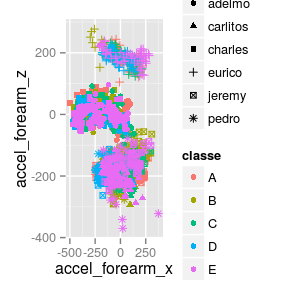 adelmo
carlitos
charles
eurico
jeremy
pedro
classe
A
B
C
D
E
accel_forearm_z
200
0
-200
-400
-500 -250 0 250
accel_forearm_x